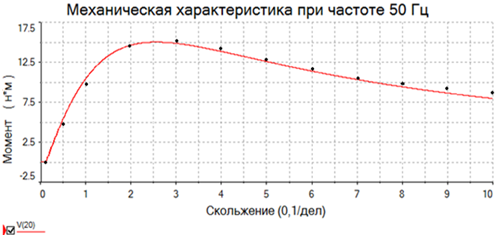 Механическая характеристика при частоте 50 Гц
Момент ( н*м)
17.5
12.5
7.5
2.5
-2.5
0 1 2 3 4 5 6 7 8 9 10
Скольжение (0,1/дел)
V(20)